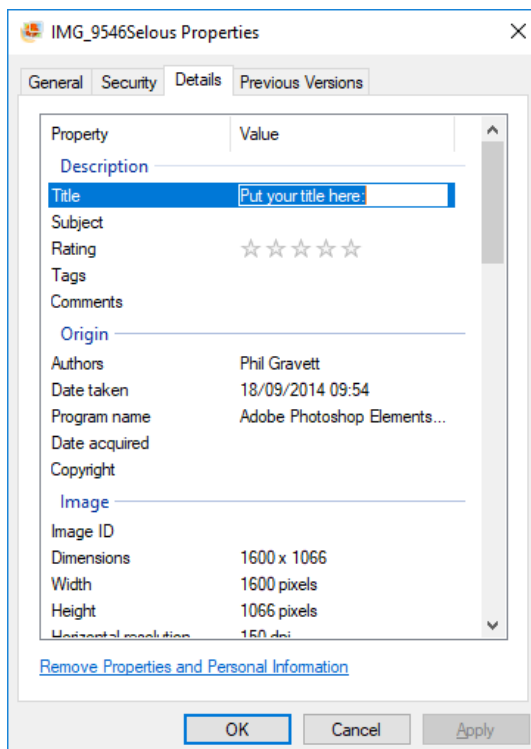 IMG_9546Selous Properties
General Security Details Previous Versions
Property Value
Description
Title Put your title here:
Subject
Rating
Tags
Comments
Origin
Authors Phil Gravett
Date taken 18/09/2014 09:54
Program name Adobe Photoshop Elements...
Date acquired
Copyright
Image
Image ID
Dimensions 1600 x 1066
Width 1600 pixels
Height 1066 pixels
Horizontal resolution 150 dpi
Remove Properties and Personal Information
OK Cancel Apply